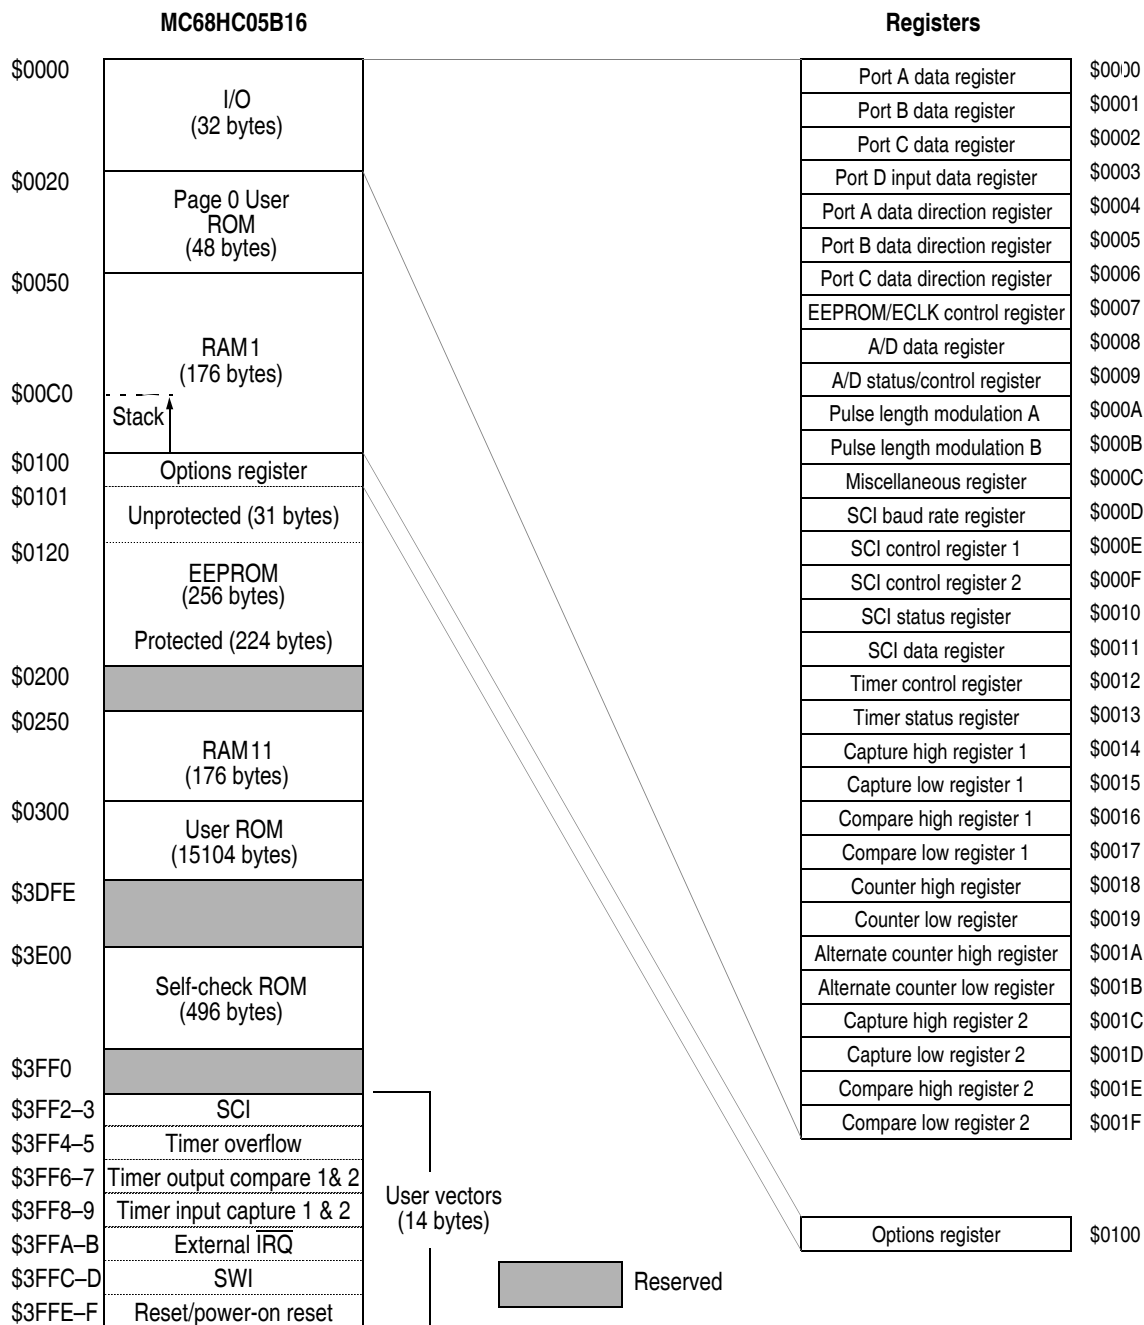 MC68HC05B16
Registers
$0000
I/O
(32 bytes)
$0020
Page 0 User
ROM
(48 bytes)
$0050
RAM1
(176 bytes)
$00C0
Stack
$0100
Options register
$0101
Unprotected (31 bytes)
$0120
EEPROM
(256 bytes)
Protected (224 bytes)
$0200
$0250
RAM11
(176 bytes)
$0300
User ROM
(15104 bytes)
$3DFE
$3E00
Self-check ROM
(496 bytes)
$3FF0
$3FF2–3 SCI
$3FF4–5 Timer overflow
$3FF6–7 Timer output compare 1& 2
$3FF8–9 Timer input capture 1 & 2
$3FFA–B External IRQ
$3FFC–D SWI
$3FFE–F Reset/power-on reset
User vectors
(14 bytes)
Reserved
Port A data register $0000
Port B data register $0001
Port C data register $0002
Port D input data register $0003
Port A data direction register $0004
Port B data direction register $0005
Port C data direction register $0006
EEPROM/ECLK control register $0007
A/D data register $0008
A/D status/control register $0009
Pulse length modulation A $000A
Pulse length modulation B $000B
Miscellaneous register $000C
SCI baud rate register $000D
SCI control register 1 $000E
SCI control register 2 $000F
SCI status register $0010
SCI data register $0011
Timer control register $0012
Timer status register $0013
Capture high register 1 $0014
Capture low register 1 $0015
Compare high register 1 $0016
Compare low register 1 $0017
Counter high register $0018
Counter low register $0019
Alternate counter high register $001A
Alternate counter low register $001B
Capture high register 2 $001C
Capture low register 2 $001D
Compare high register 2 $001E
Compare low register 2 $001F
Options register $0100